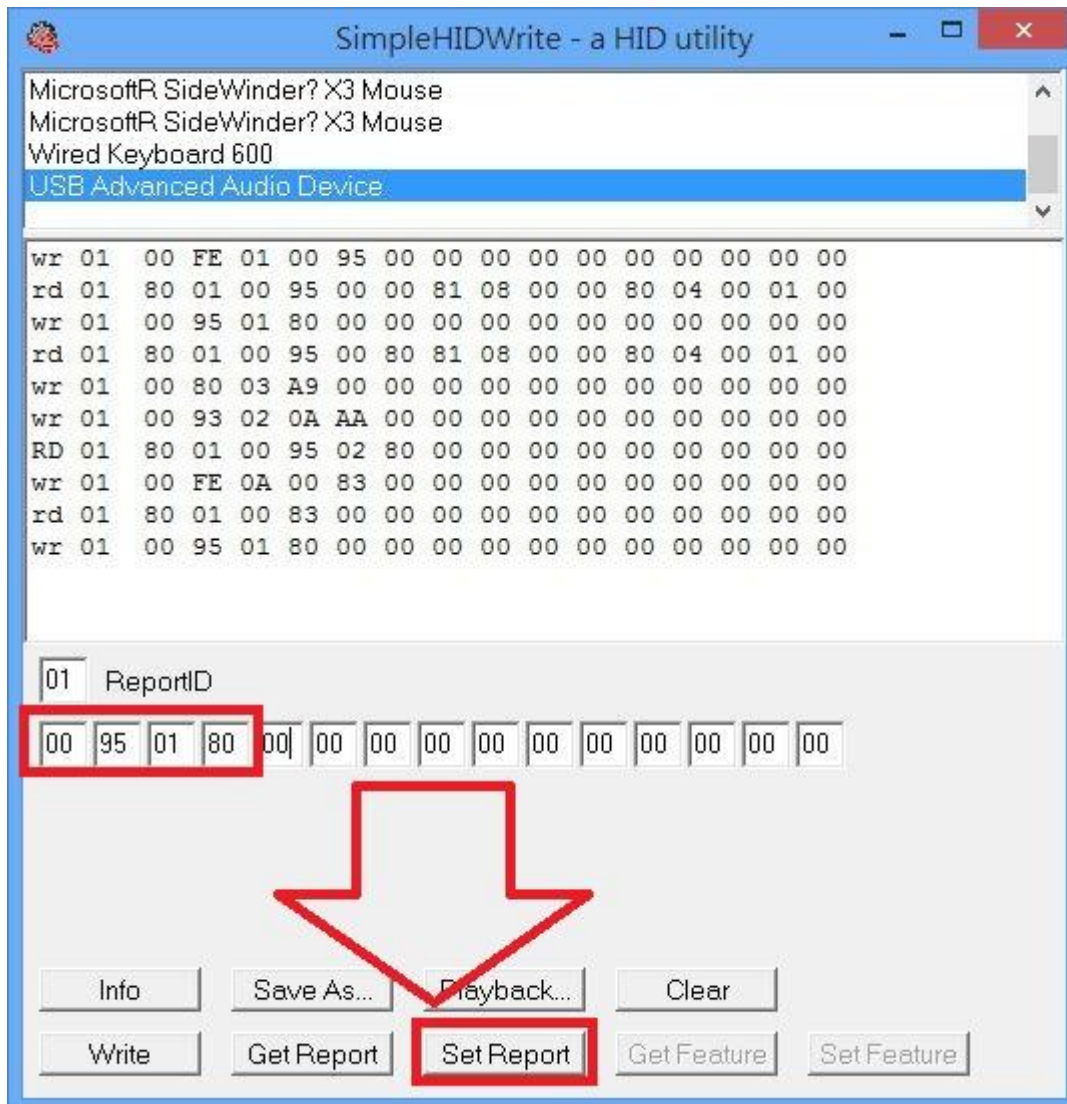 SimpleHIDWrite - a HID utility
MicrosoftR SideWinder? X3 Mouse
MicrosoftR SideWinder? X3 Mouse
Wired Keyboard 600
USB Advanced Audio Device
wr 01 00 FE 01 00 95 00 00 00 00 00 00 00 00 00 00
rd 01 80 01 00 95 00 00 81 08 00 00 80 04 00 01 00
wr 01 00 95 01 80 00 00 00 00 00 00 00 00 00 00 00
rd 01 80 01 00 95 00 80 81 08 00 00 80 04 00 01 00
wr 01 00 80 03 A9 00 00 00 00 00 00 00 00 00 00 00
wr 01 00 93 02 0A AA 00 00 00 00 00 00 00 00 00 00
RD 01 80 01 00 95 02 80 00 00 00 00 00 00 00 00 00
wr 01 00 FE 0A 00 83 00 00 00 00 00 00 00 00 00 00
rd 01 80 01 00 83 00 00 00 00 00 00 00 00 00 00 00
wr 01 00 95 01 80 00 00 00 00 00 00 00 00 00 00 00
01 ReportID
00 95 01 80 00 00 00 00 00 00 00 00 00 00 00
Info Save As... Playback... Clear
Write Get Report Set Report Get Feature Set Feature